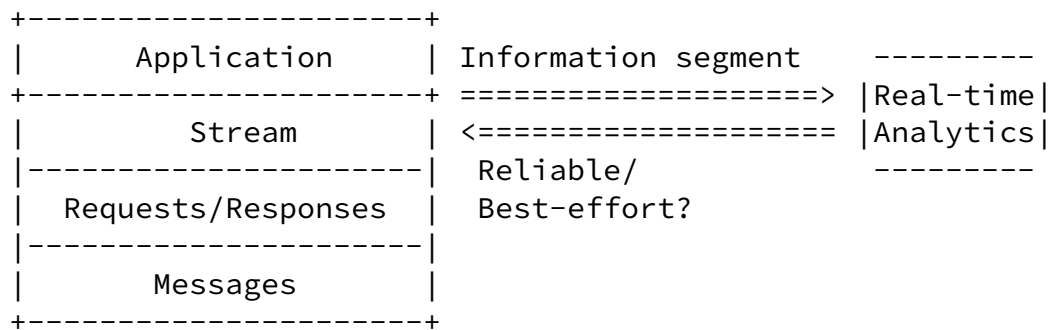 Application
Information segment
Real-time
Stream
Analytics
Reliable/
Requests/Responses
Best-effort?
Messages